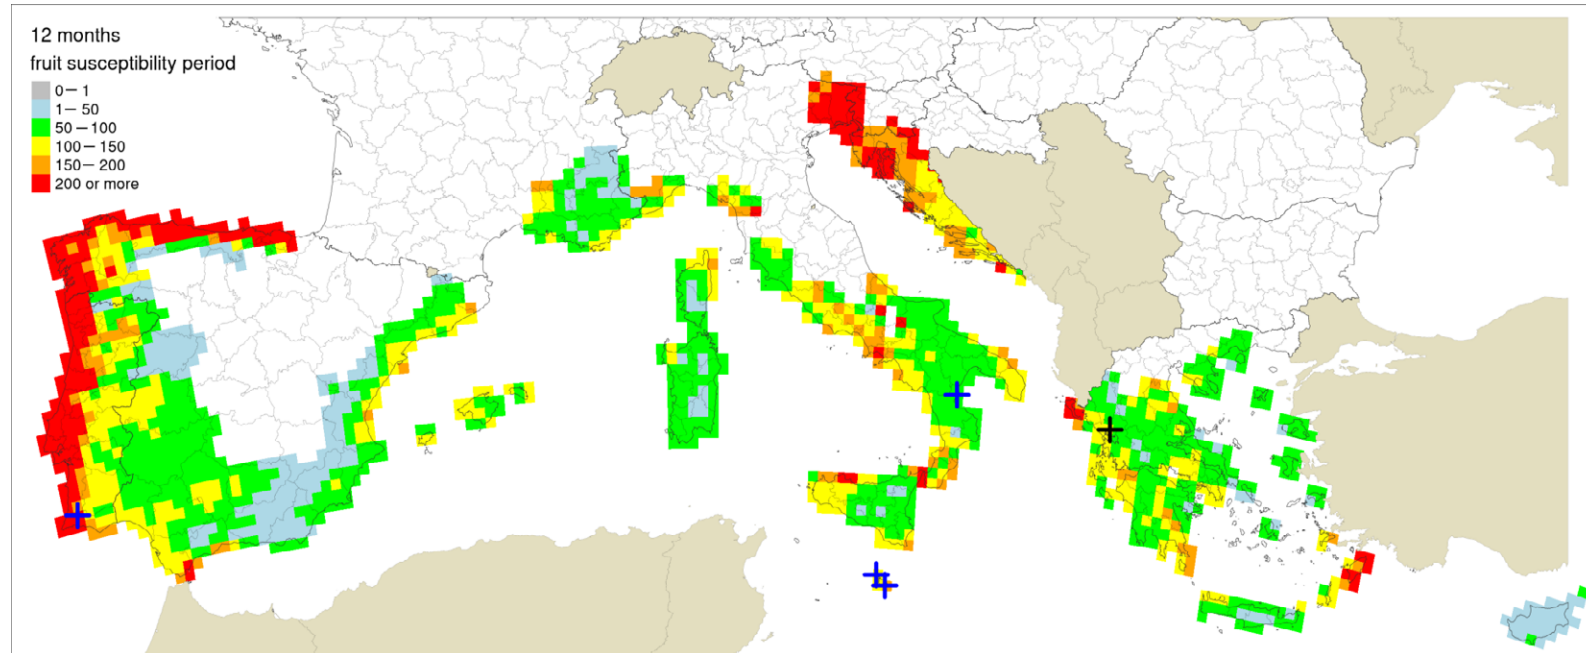 12 months
fruit susceptibility period
0 – 1
1 – 50
50 – 100
100 – 150
150 – 200
200 or more